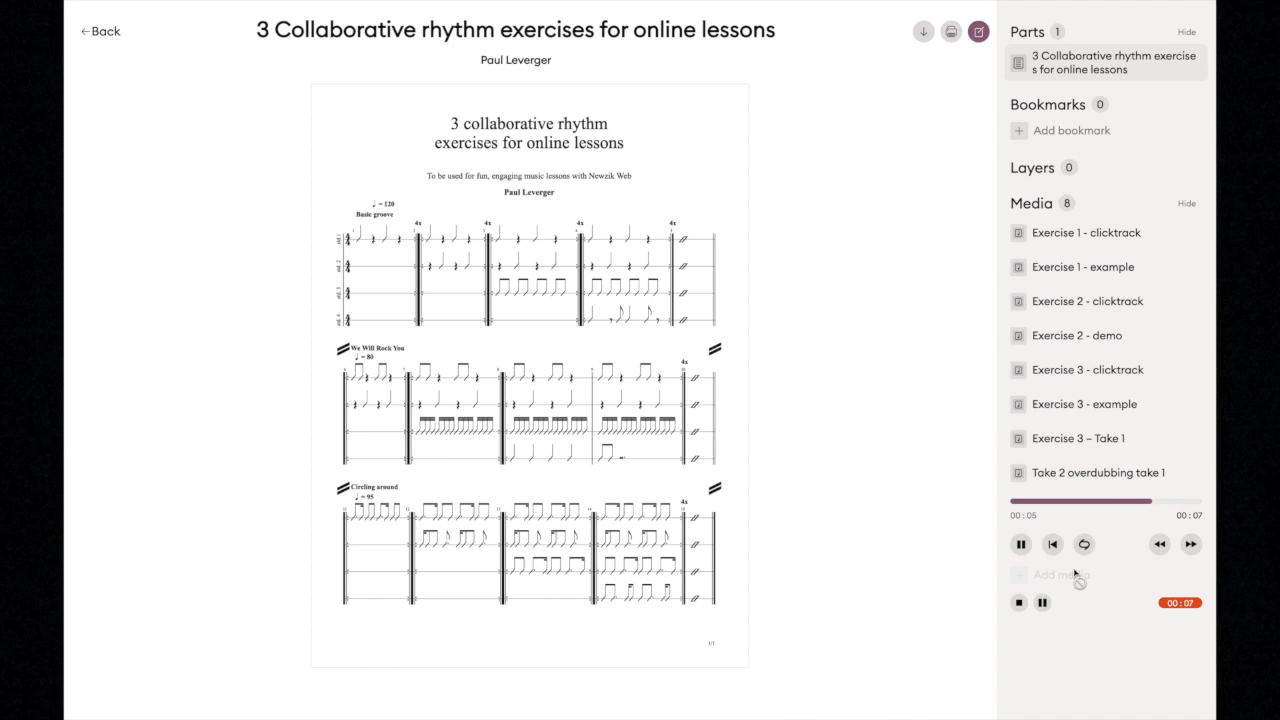 Back
3 Collaborative rhythm exercises for online lessons
Paul Leverger
3 collaborative rhythm
exercises for online lessons
To be used for fun, engaging music lessons with Newzik Web
Paul Leverger
= 120
Basic groove
4x 4x 4x 4x
We Will Rock You
= 80
4x
Circling around
= 95
4x
1/1
Parts 1
Hide
3 Collaborative rhythm exercise
s for online lessons
Bookmarks 0
Add bookmark
Layers 0
Media 8
Hide
Exercise 1 - clicktrack
Exercise 1 - example
Exercise 2 - clicktrack
Exercise 2 - demo
Exercise 3 - clicktrack
Exercise 3 - example
Exercise 3 – Take 1
Take 2 overdubbing take 1
00 : 05
00 : 07
Add media
00 : 07